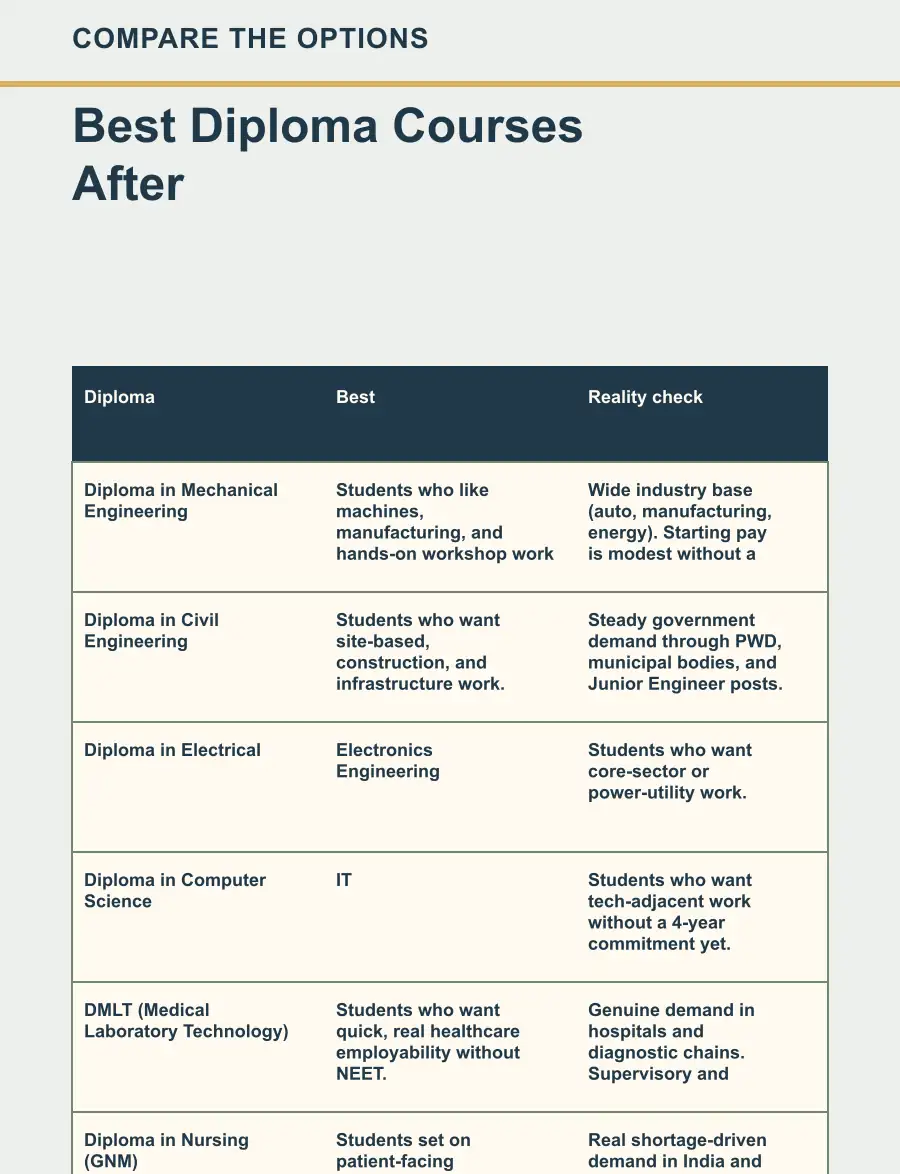 COMPARE THE OPTIONS
Best Diploma Courses
After
Diploma
Best
Reality check
Diploma in Mechanical
Engineering
Students who like
machines,
manufacturing, and
hands-on workshop work
Wide industry base
(auto, manufacturing,
energy). Starting pay
is modest without a
Diploma in Civil
Engineering
Students who want
site-based,
construction, and
infrastructure work.
Steady government
demand through PWD,
municipal bodies, and
Junior Engineer posts.
Diploma in Electrical
Electronics
Engineering
Students who want
core-sector or
power-utility work.
Diploma in Computer
Science
IT
Students who want
tech-adjacent work
without a 4-year
commitment yet.
DMLT (Medical
Laboratory Technology)
Students who want
quick, real healthcare
employability without
NEET.
Genuine demand in
hospitals and
diagnostic chains.
Supervisory and
Diploma in Nursing
(GNM)
Students set on
patient-facing
Real shortage-driven
demand in India and